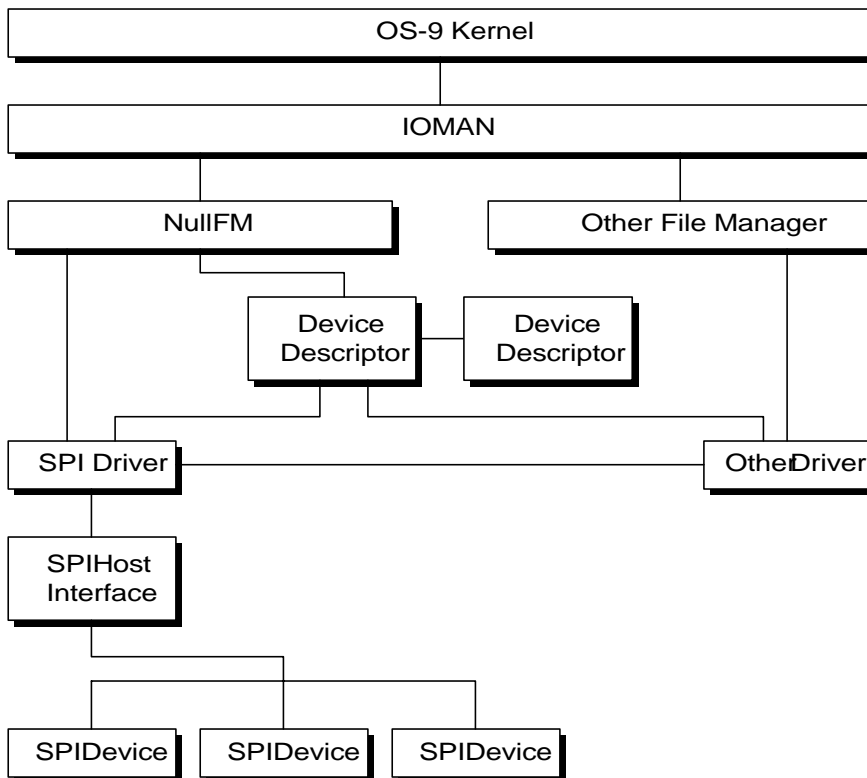 OS-9 Kernel
IOMAN
NullFM
Other File Manager
Device
Descriptor
Device
Descriptor
SPI Driver
OtherDriver
SPIHost
Interface
SPIDevice
SPIDevice
SPIDevice